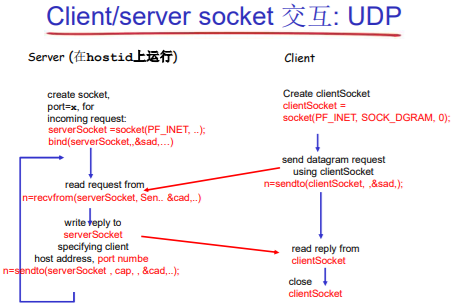 Client/server socket 交互: UDP
Server (在hostid上运行)
create socket,
port=x, for
incoming request:
serverSocket =socket(PF_INET, ..);
bind(serverSocket,,&sad,…)
read request from
n=recvfrom(serverSocket, Sen.. &cad,..)
write reply to
serverSocket
specifying client
host address, port numbe
n=sendto(serverSocket , cap, , &cad,..);
Client
Create clientSocket
clientSocket =
socket(PF_INET, SOCK_DGRAM, 0);
send datagram request
using clientSocket
n=sendto(clientSocket, ,&sad,);
read reply from
clientSocket
close
clientSocket